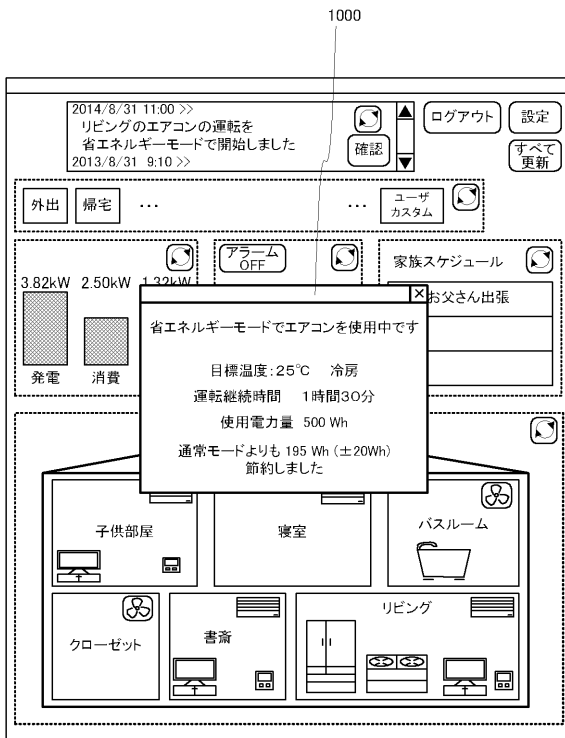 1000
2014/8/31 11:00 >>
リビングのエアコンの運転を
省エネルギーモードで開始しました
2013/8/31 9:10 >>
確認
ログアウト
設定
すべて
更新
外出
帰宅
…
…
ユーザ
カスタム
アラーム
OFF
家族スケジュール
3.82kW 2.50kW 1.32kW
お父さん出張
発電
消費
省エネルギーモードでエアコンを使用中です
目標温度:25℃ 冷房
運転継続時間 1時間30分
使用電力量 500 Wh
通常モードよりも 195 Wh (±20Wh)
節約しました
子供部屋
寝室
バスルーム
クローゼット
書斎
リビング